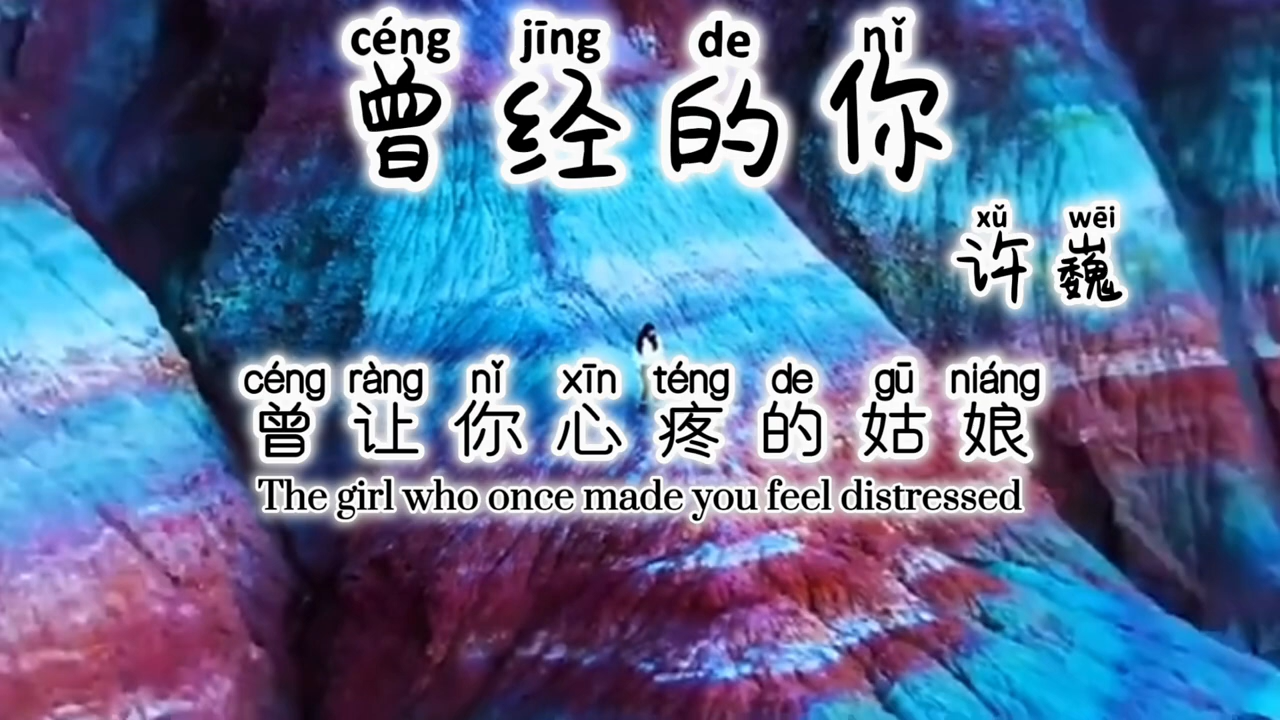 céng jīng de nǐ
曾经的你
xǔ wēi
许巍
céng ràng nǐ xīn téng de gū niáng
曾让你心疼的姑娘
The girl who once made you feel distressed